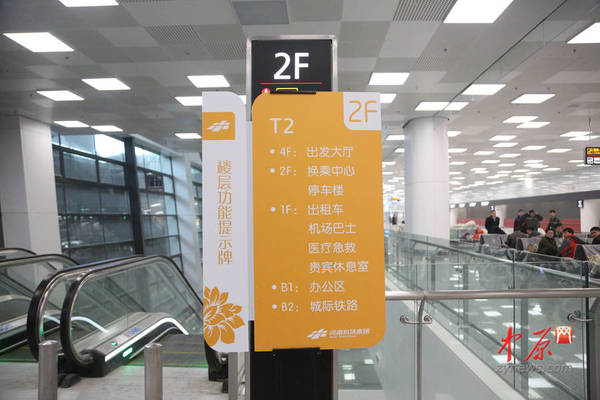 2F
2F
T2
• 4F：出发大厅
• 2F：换乘中心
停车楼
• 1F：出租车
机场巴士
医疗急救
贵宾休息室
• B1：办公区
• B2：城际铁路
河南机场集团
楼层功能提示牌
中原网
zynews.com